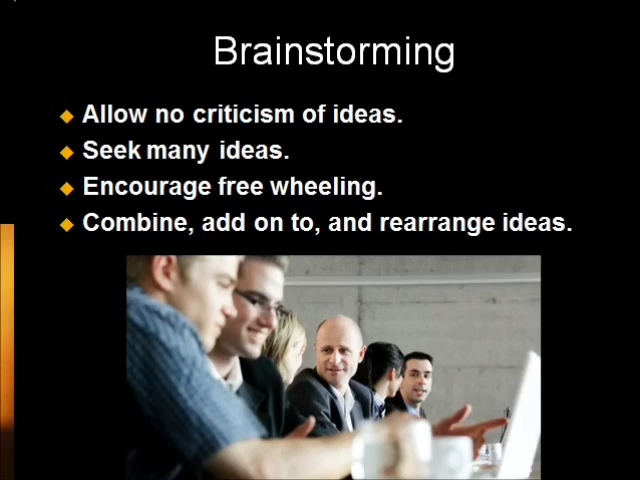 Brainstorming
Allow no criticism of ideas.
Seek many ideas.
Encourage free wheeling.
Combine, add on to, and rearrange ideas.